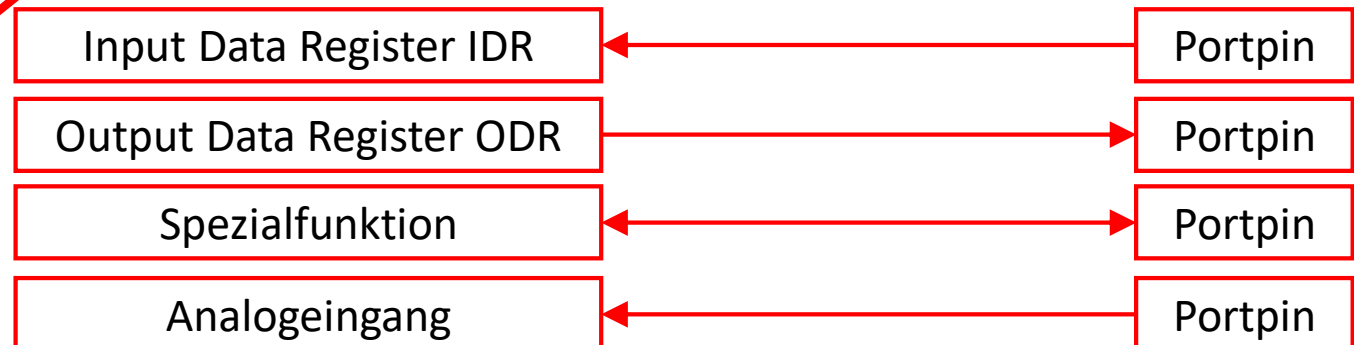 Input Data Register IDR Portpin
Output Data Register ODR Portpin
Spezialfunktion Portpin
Analogeingang Portpin